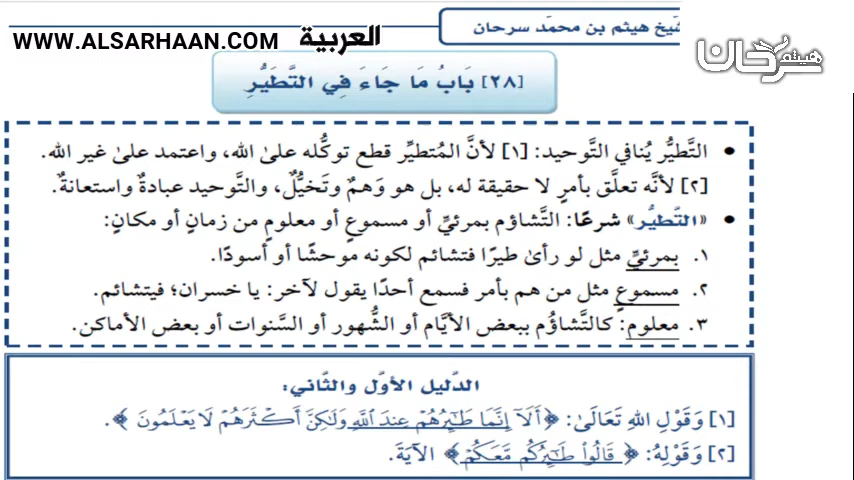 شيخ هيثم بن محمد سرحان
WWW.ALSARHAAN.COM العربية
هيثم سرحان
[٢٨] بَابُ مَا جَاءَ فِي التَّطَيُّرِ
• التَّطيُّر يُنافي التَّوحيد: [١] لأنَّ المُتطيِّر قطع توكُّله علىٰ الله، واعتمد علىٰ غير الله.
[٢] لأنَّه تعلَّق بأمرٍ لا حقيقة له، بل هو وَهمٌ وتَخيُّلٌ، والتَّوحيد عبادةٌ واستعانةٌ.
• «التَّطيُّر» شرعًا: التَّشاؤم بمرئيٍّ أو مسموعٍ أو معلومٍ من زمانٍ أو مكانٍ:
١. بمرئيٍّ مثل لو رأىٰ طيرًا فتشائم لكونه موحشًا أو أسودًا.
٢. مسموعٍ مثل من هم بأمر فسمع أحدًا يقول لآخر: يا خسران؛ فيتشائم.
٣. معلومٍ: كالتَّشاؤُم ببعض الأيَّام أو الشُّهور أو السَّنوات أو بعض الأماكن.
الدَّليل الأوَّل والثَّاني:
[١] وَقَوْلِ اللهِ تَعَالَىٰ: ﴿أَلَآ إِنَّمَا طَٰٓئِرُهُمۡ عِندَ ٱللَّهِ وَلَٰكِنَّ أَكۡثَرَهُمۡ لَا يَعۡلَمُونَ﴾.
[٢] وَقَوْلِهُ: ﴿قَالُواْ طَٰٓئِرُكُم مَّعَكُمۡ﴾ الآيَةَ.